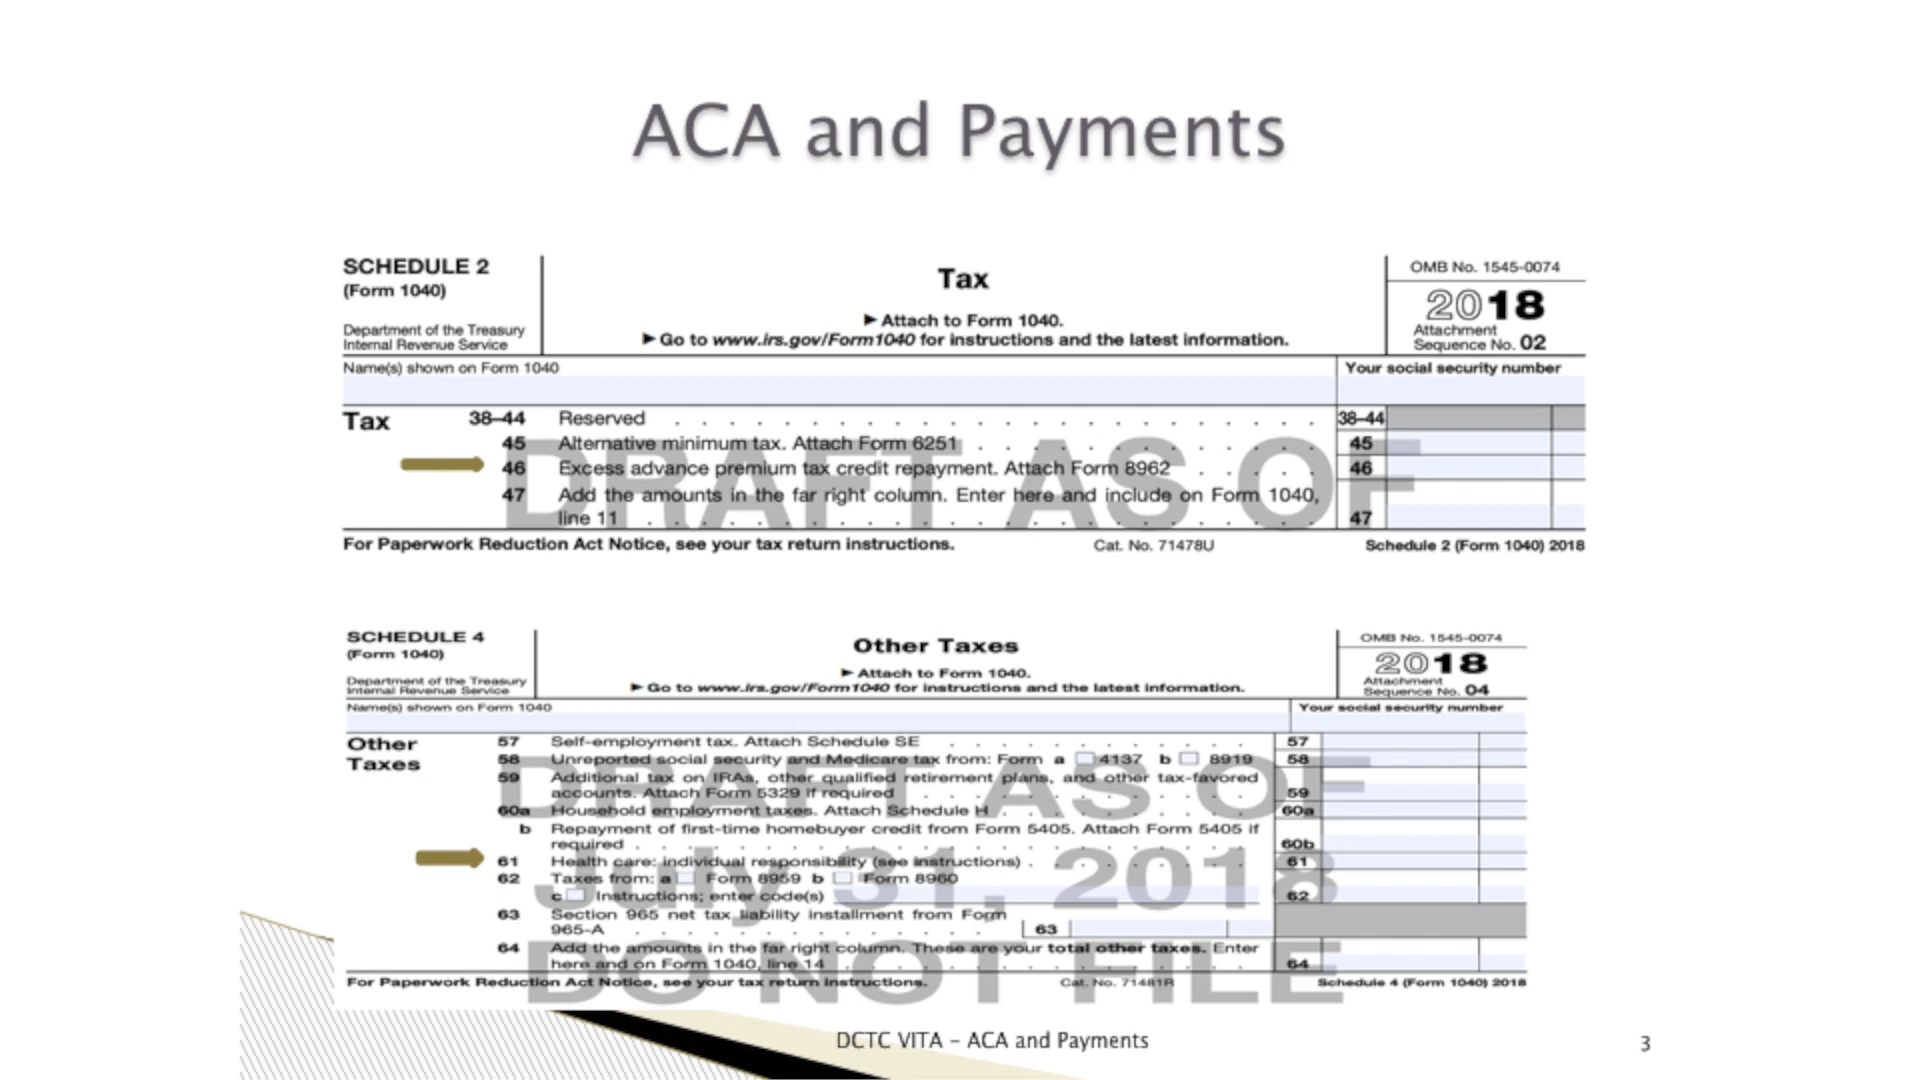 ACA and Payments
SCHEDULE 2
(Form 1040)
Department of the Treasury
Internal Revenue Service
Tax
► Attach to Form 1040.
► Go to www.irs.gov/Form1040 for instructions and the latest information.
OMB No. 1545-0074
2018
Attachment
Sequence No. 02
Name(s) shown on Form 1040
Your social security number
Tax
38–44 Reserved . . . . . . . . . . . . . . . . . . . . . . . . 38–44
45 Alternative minimum tax. Attach Form 6251 . . . . . . . . . . . . . 45
46 Excess advance premium tax credit repayment. Attach Form 8962 . . . . . 46
47 Add the amounts in the far right column. Enter here and include on Form 1040,
line 11 . . . . . . . . . . . . . . . . . . . . . . . . . 47
DRAFT AS OF
For Paperwork Reduction Act Notice, see your tax return instructions. Cat. No. 71478U Schedule 2 (Form 1040) 2018
SCHEDULE 4
(Form 1040)
Department of the Treasury
Internal Revenue Service
Other Taxes
► Attach to Form 1040.
► Go to www.irs.gov/Form1040 for instructions and the latest information.
OMB No. 1545-0074
2018
Attachment
Sequence No. 04
Name(s) shown on Form 1040
Your social security number
Other
Taxes
57 Self-employment tax. Attach Schedule SE . . . . . . . . . . . 57
58 Unreported social security and Medicare tax from: Form a 4137 b 8919 58
59 Additional tax on IRAs, other qualified retirement plans, and other tax-favored
accounts. Attach Form 5329 if required . . . . . . . . . . . . 59
60a Household employment taxes. Attach Schedule H . . . . . . . . . 60a
b Repayment of first-time homebuyer credit from Form 5405. Attach Form 5405 if
required . . . . . . . . . . . . . . . . . . . . . . 60b
61 Health care: individual responsibility (see instructions) . . . . . . . . 61
62 Taxes from: a Form 8959 b Form 8960
c Instructions; enter code(s) 62
63 Section 965 net tax liability installment from Form
965-A . . . . . . . . . . . . . 63
64 Add the amounts in the far right column. These are your total other taxes. Enter
here and on Form 1040, line 14 . . . . . . . . . . . . . . 64
DRAFT AS OF
July 31, 2018
DO NOT FILE
For Paperwork Reduction Act Notice, see your tax return instructions. Cat. No. 71481R Schedule 4 (Form 1040) 2018
DCTC VITA – ACA and Payments
3